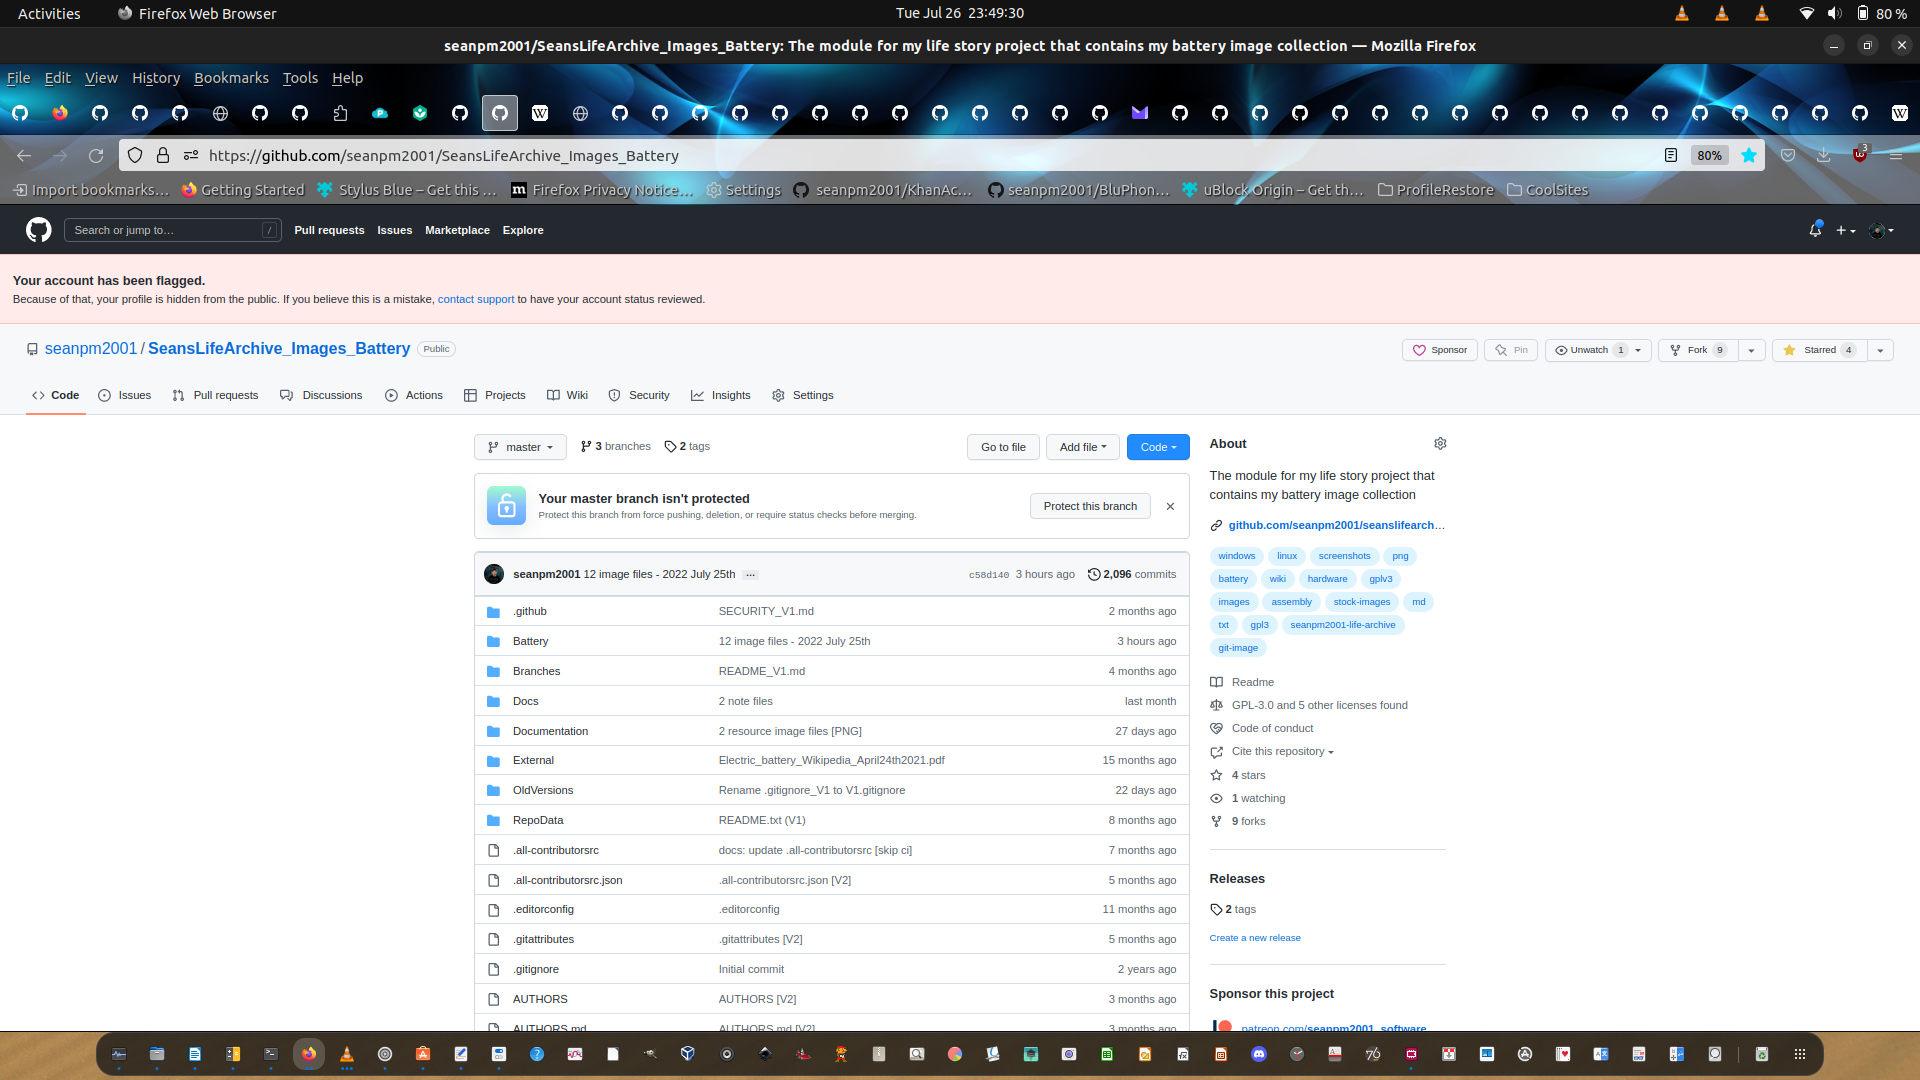 Activities Firefox Web Browser Tue Jul 26 23:49:30 80 %
seanpm2001/SeansLifeArchive_Images_Battery: The module for my life story project that contains my battery image collection — Mozilla Firefox
File Edit View History Bookmarks Tools Help
https://github.com/seanpm2001/SeansLifeArchive_Images_Battery 80% 3
Import bookmarks… Getting Started Stylus Blue – Get this … Firefox Privacy Notice… Settings seanpm2001/KhanAc… seanpm2001/BluPhon… uBlock Origin – Get th… ProfileRestore CoolSites
Search or jump to… / Pull requests Issues Marketplace Explore
Your account has been flagged.
Because of that, your profile is hidden from the public. If you believe this is a mistake, contact support to have your account status reviewed.
seanpm2001 / SeansLifeArchive_Images_Battery Public Sponsor Pin Unwatch 1 Fork 9 Starred 4
Code Issues Pull requests Discussions Actions Projects Wiki Security Insights Settings
master 3 branches 2 tags Go to file Add file Code
Your master branch isn't protected
Protect this branch from force pushing, deletion, or require status checks before merging.
Protect this branch
seanpm2001 12 image files - 2022 July 25th … c58d140 3 hours ago 2,096 commits
.github SECURITY_V1.md 2 months ago
Battery 12 image files - 2022 July 25th 3 hours ago
Branches README_V1.md 4 months ago
Docs 2 note files last month
Documentation 2 resource image files [PNG] 27 days ago
External Electric_battery_Wikipedia_April24th2021.pdf 15 months ago
OldVersions Rename .gitignore_V1 to V1.gitignore 22 days ago
RepoData README.txt (V1) 8 months ago
.all-contributorsrc docs: update .all-contributorsrc [skip ci] 7 months ago
.all-contributorsrc.json .all-contributorsrc.json [V2] 5 months ago
.editorconfig .editorconfig 11 months ago
.gitattributes .gitattributes [V2] 5 months ago
.gitignore Initial commit 2 years ago
AUTHORS AUTHORS [V2] 3 months ago
AUTHORS.md AUTHORS.md [V2] 3 months ago
About
The module for my life story project that
contains my battery image collection
github.com/seanpm2001/seanslifearch…
windows linux screenshots png
battery wiki hardware gplv3
images assembly stock-images md
txt gpl3 seanpm2001-life-archive
git-image
Readme
GPL-3.0 and 5 other licenses found
Code of conduct
Cite this repository
4 stars
1 watching
9 forks
Releases
2 tags
Create a new release
Sponsor this project
patreon.com/seanpm2001_software